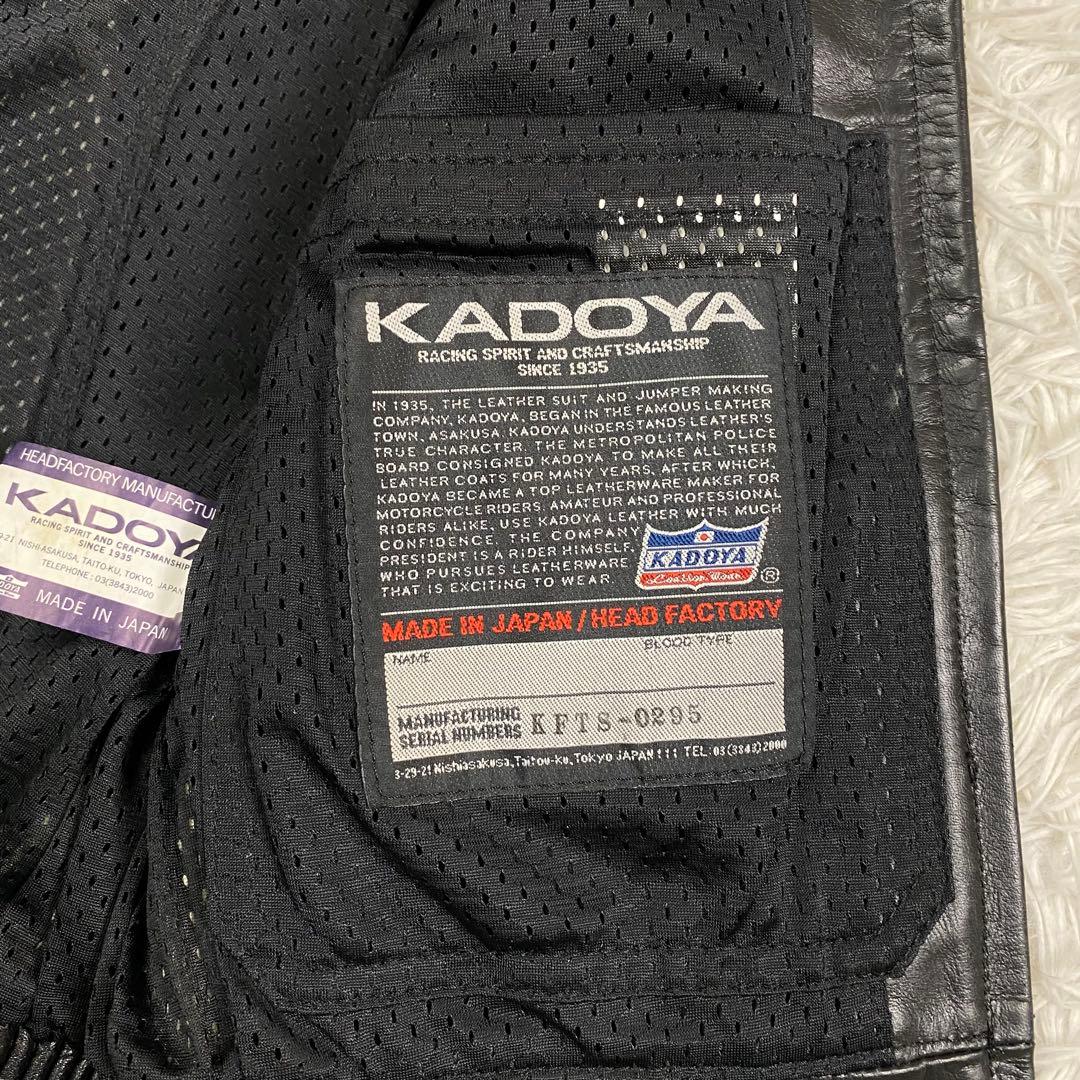 KADOYA
RACING SPIRIT AND CRAFTSMANSHIP
SINCE 1935
IN 1935, THE LEATHER SUIT AND JUMPER MAKING
COMPANY, KADOYA, BEGAN IN THE FAMOUS LEATHER
TOWN, ASAKUSA. KADOYA UNDERSTANDS LEATHER'S
TRUE CHARACTER. THE METROPOLITAN POLICE
BOARD CONSIGNED KADOYA TO MAKE ALL THEIR
LEATHER COATS FOR MANY YEARS. AFTER WHICH,
KADOYA BECAME A TOP LEATHERWARE MAKER FOR
MOTORCYCLE RIDERS. AMATEUR AND PROFESSIONAL
RIDERS ALIKE, USE KADOYA LEATHER WITH MUCH
CONFIDENCE. THE COMPANY
PRESIDENT IS A RIDER HIMSELF,
WHO PURSUES LEATHERWARE
THAT IS EXCITING TO WEAR.
KADOYA
®
MADE IN JAPAN / HEAD FACTORY
NAME BLOOD TYPE
MANUFACTURING
SERIAL NUMBERS KFTS-0295
3-29-21 Nishiasakusa, Taitou-ku, Tokyo JAPAN 111 TEL: 03(3843)2000
HEADFACTORY MANUFACTU
KADOY
RACING SPIRIT AND CRAFTSMANSHIP
SINCE 1935
9-21 NISHIASAKUSA, TAITO-KU, TOKYO, JAPAN
TELEPHONE : 03(3843)2000
MADE IN JAPAN